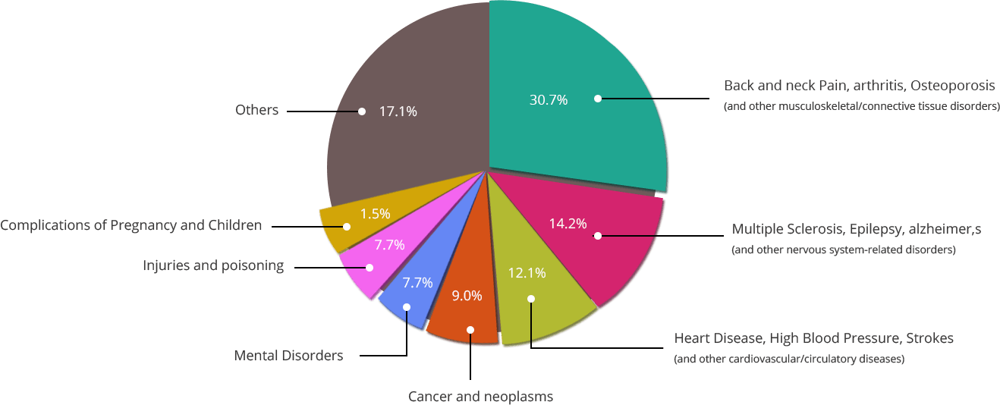 30.7%
Back and neck Pain, arthritis, Osteoporosis
(and other musculoskeletal/connective tissue disorders)
Others
17.1%
14.2%
Multiple Sclerosis, Epilepsy, alzheimer,s
(and other nervous system-related disorders)
1.5%
Complications of Pregnancy and Children
7.7%
Injuries and poisoning
12.1%
7.7%
9.0%
Heart Disease, High Blood Pressure, Strokes
(and other cardiovascular/circulatory diseases)
Mental Disorders
Cancer and neoplasms